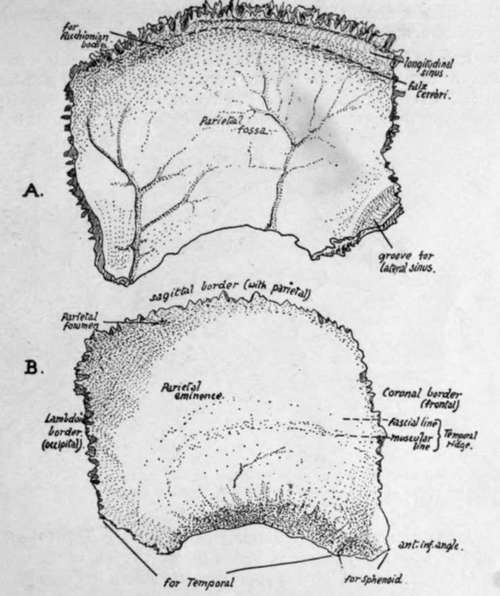 for
Pacchionian
bodies
longitudinal
sinus.
falx
cerebri.
Parietal
fossa.
A.
groove for
lateral sinus.
sagittal border (with parietal)
Parietal
foramen
B.
Parietal
eminence.
Coronal border
(frontal)
Lambdoid
border
(occipital)
fascial line
muscular
line
Temporal
ridge.
ant. inf. angle.
for Temporal
for sphenoid.